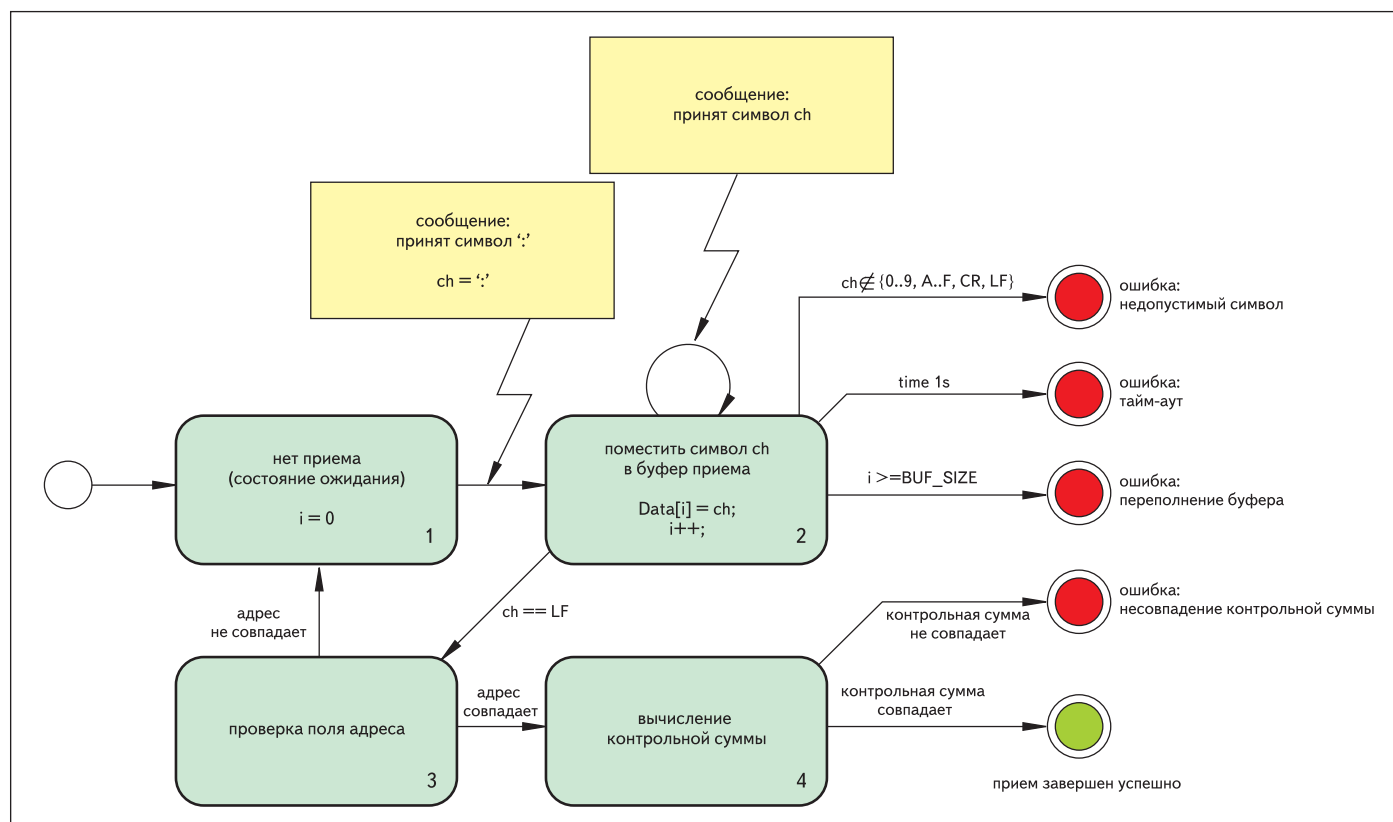 сообщение:
принят символ ch
сообщение:
принят символ ‘:’
ch = ‘:’
ch∉{0..9, A..F, CR, LF}
ошибка:
недопустимый символ
time 1s
ошибка:
тайм-аут
нет приема
(состояние ожидания)
i = 0
1
поместить символ ch
в буфер приема
Data[i] = ch;
i++;
2
i >=BUF_SIZE
ошибка:
переполнение буфера
адрес
не совпадает
ch == LF
контрольная сумма
не совпадает
ошибка:
несовпадение контрольной суммы
проверка поля адреса
3
адрес
совпадает
вычисление
контрольной суммы
4
контрольная сумма
совпадает
прием завершен успешно